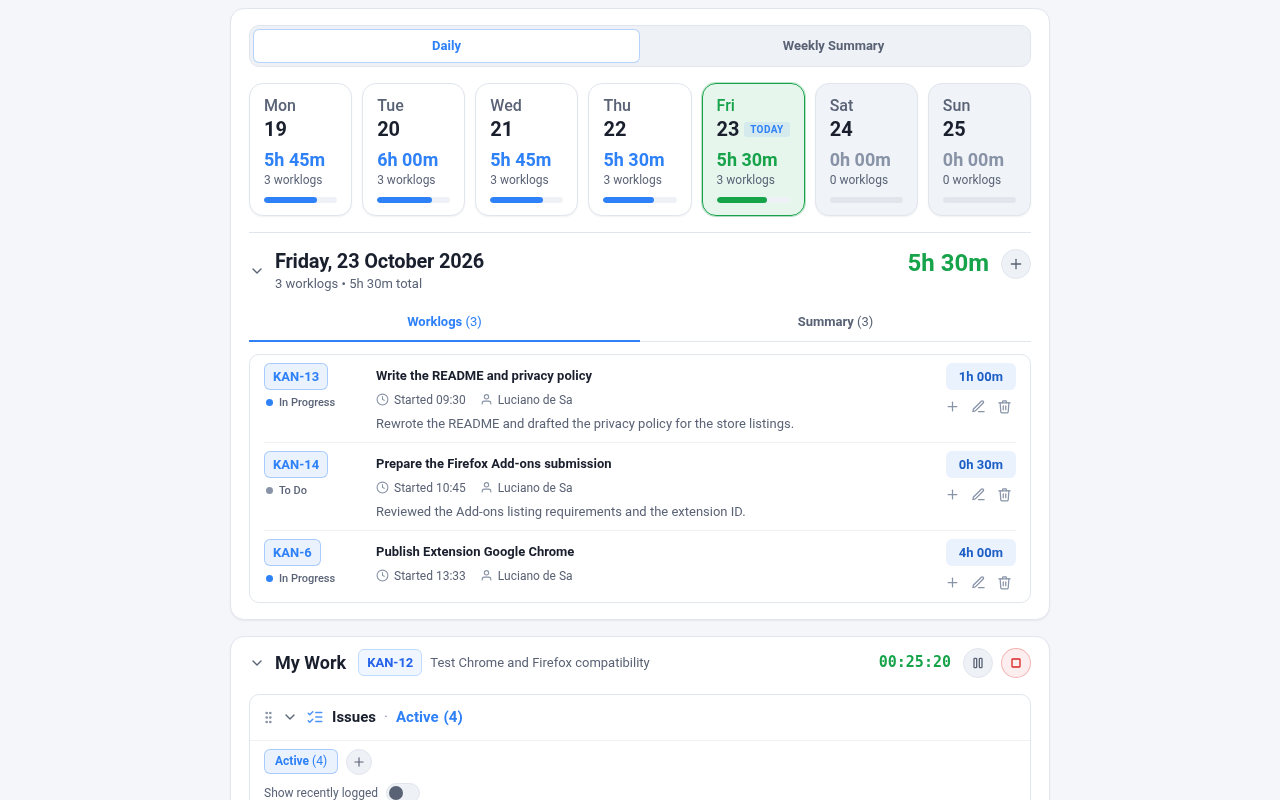 Daily
Weekly Summary
Mon
19
5h 45m
3 worklogs
Tue
20
6h 00m
3 worklogs
Wed
21
5h 45m
3 worklogs
Thu
22
5h 30m
3 worklogs
Fri
23 TODAY
5h 30m
3 worklogs
Sat
24
0h 00m
0 worklogs
Sun
25
0h 00m
0 worklogs
Friday, 23 October 2026
3 worklogs • 5h 30m total
5h 30m
Worklogs (3)
Summary (3)
KAN-13
In Progress
Write the README and privacy policy
Started 09:30 Luciano de Sa
Rewrote the README and drafted the privacy policy for the store listings.
1h 00m
KAN-14
To Do
Prepare the Firefox Add-ons submission
Started 10:45 Luciano de Sa
Reviewed the Add-ons listing requirements and the extension ID.
0h 30m
KAN-6
In Progress
Publish Extension Google Chrome
Started 13:33 Luciano de Sa
4h 00m
My Work KAN-12 Test Chrome and Firefox compatibility 00:25:20
Issues · Active (4)
Active (4)
Show recently logged